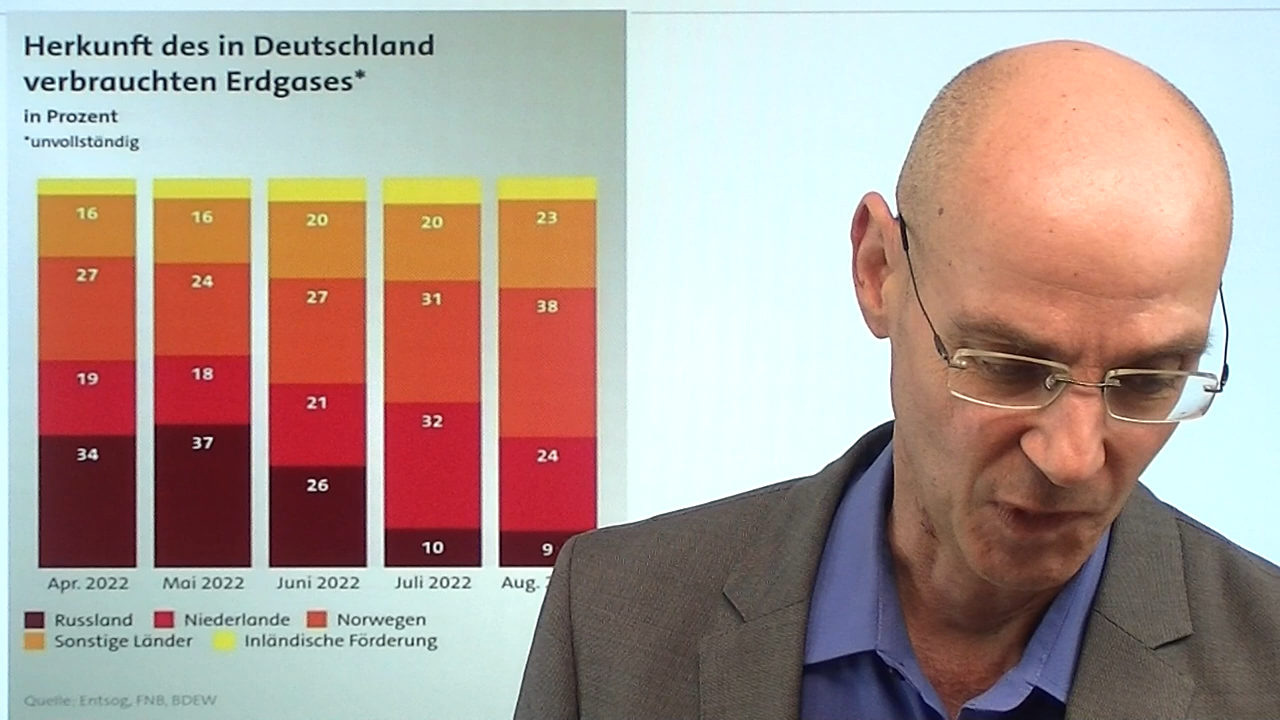 Herkunft des in Deutschland
verbrauchten Erdgases*
in Prozent
*unvollständig
16 16 20 20 23
27 24 27 31 38
19 18 21 32 24
34 37 26 10 9
Apr. 2022 Mai 2022 Juni 2022 Juli 2022 Aug.
Russland Niederlande Norwegen
Sonstige Länder Inländische Förderung
Quelle: Entsog, FNB, BDEW